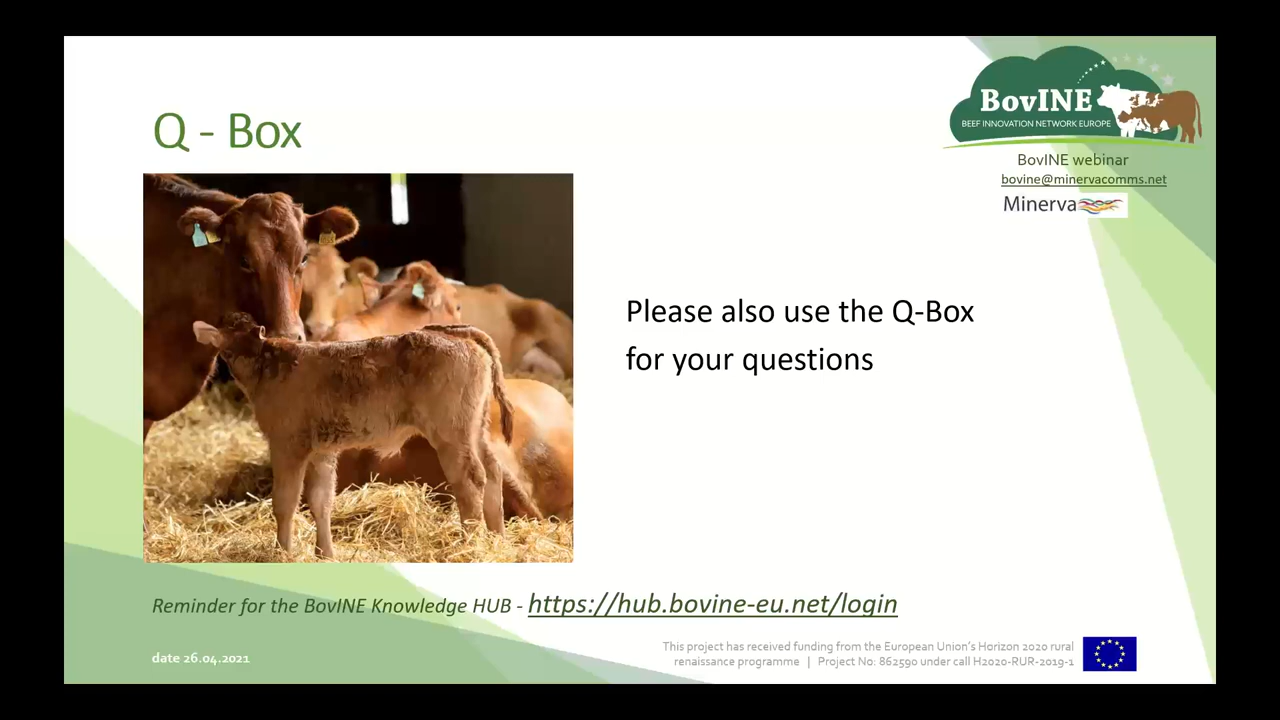 Q - Box
BovINE
BEEF INNOVATION NETWORK EUROPE
BovINE webinar
bovine@minervacomms.net
Minerva
Please also use the Q-Box
for your questions
Reminder for the BovINE Knowledge HUB - https://hub.bovine-eu.net/login
date 26.04.2021
This project has received funding from the European Union's Horizon 2020 rural
renaissance programme | Project No: 862590 under call H2020-RUR-2019-1